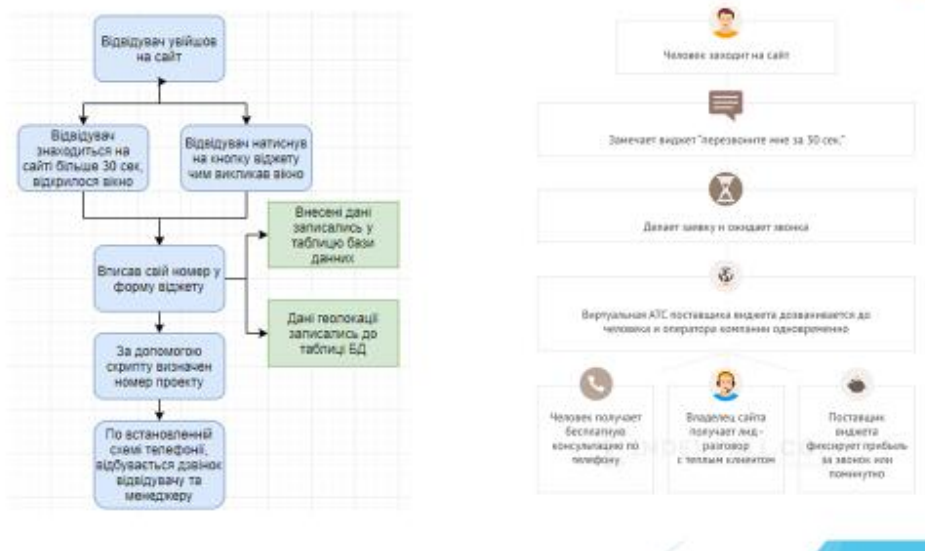 Відвідувач увійшов
на сайт
Відвідувач
знаходиться на
сайті більше 30 сек,
відкрилося вікно
Відвідувач натиснув
на кнопку віджету
чим викликав вікно
Внесені дані
записались у
таблицю бази
данних
Вписав свій номер у
форму віджету
Дані геолокації
записались до
таблиці БД
За допомогою
скрипту визначен
номер проекту
По встановленній
схемі телефонії,
відбувається дзвінок
відвідувачу та
менеджеру
Человек заходит на сайт
Замечает виджет "перезвоните мне за 30 сек."
Делает заявку и ожидает звонка
Виртуальная АТС поставщика виджета дозванивается до
человека и оператора компании одновременно
Человек получает
бесплатную
консультацию по
телефону
Владелец сайта
получает лид -
разговор
с теплым клиентом
Поставщик
виджета
фиксирует прибыль
за звонок или
поминутно